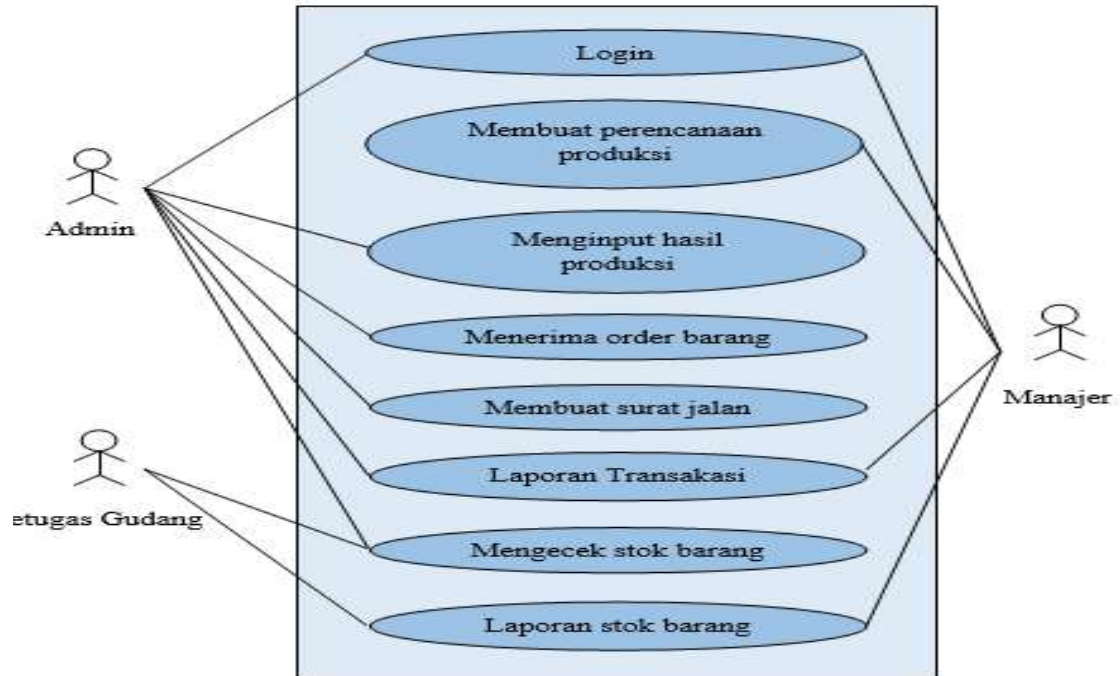 Login
Membuat perencanaan
produksi
Admin
Menginput hasil
produksi
Menerima order barang
Manajer
Membuat surat jalan
Laporan Transakasi
etugas Gudang
Mengecek stok barang
Laporan stok barang